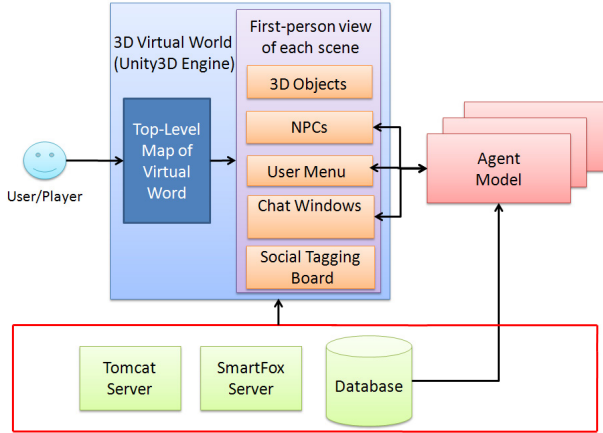 3D Virtual World
(Unity3D Engine)
First-person view
of each scene
3D Objects
Top-Level
Map of
Virtual
Word
NPCs
User Menu
Chat Windows
Social Tagging
Board
User/Player
Agent
Model
Tomcat
Server
SmartFox
Server
Database